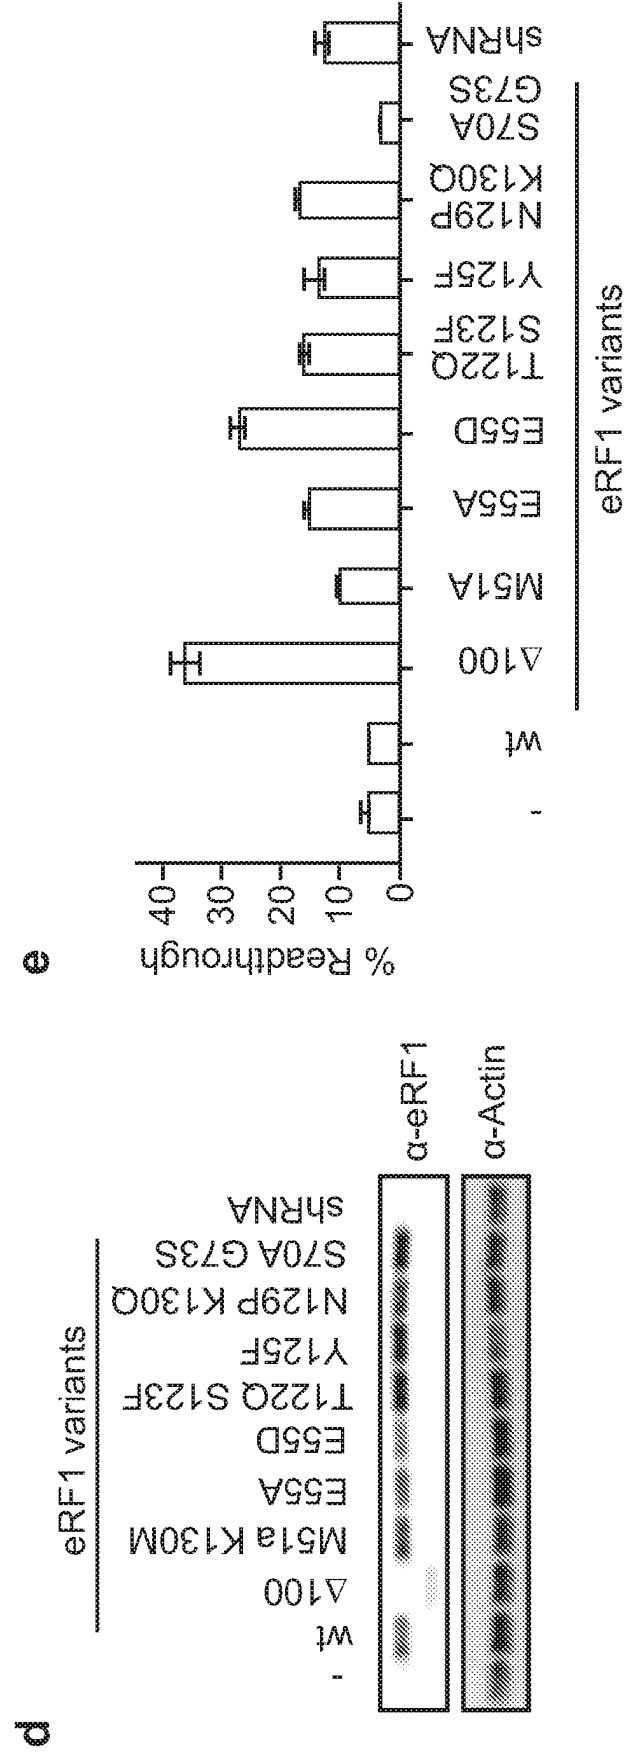 d
eRF1 variants
-
wt
Δ100
M51a K130M
E55A
E55D
T122Q S123F
Y125F
N129P K130Q
S70A G73S
shRNA
α-eRF1
α-Actin
e
% Readthrough
40
30
20
10
0
-
wt
Δ100
M51A
E55A
E55D
T122Q
S123F
Y125F
N129P
K130Q
S70A
G73S
shRNA
eRF1 variants